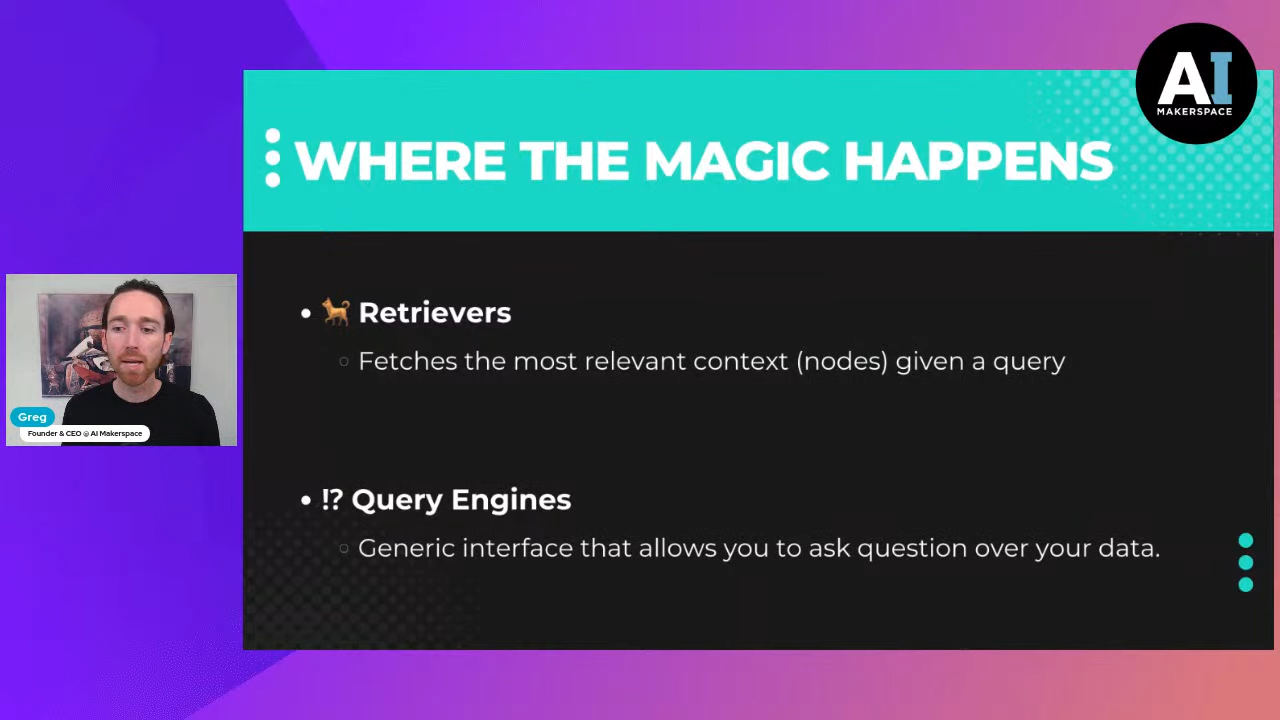 AI
MAKERSPACE
WHERE THE MAGIC HAPPENS
• 🐕 Retrievers
○ Fetches the most relevant context (nodes) given a query
• ⁉ Query Engines
○ Generic interface that allows you to ask question over your data.
Greg
Founder & CEO @ AI Makerspace